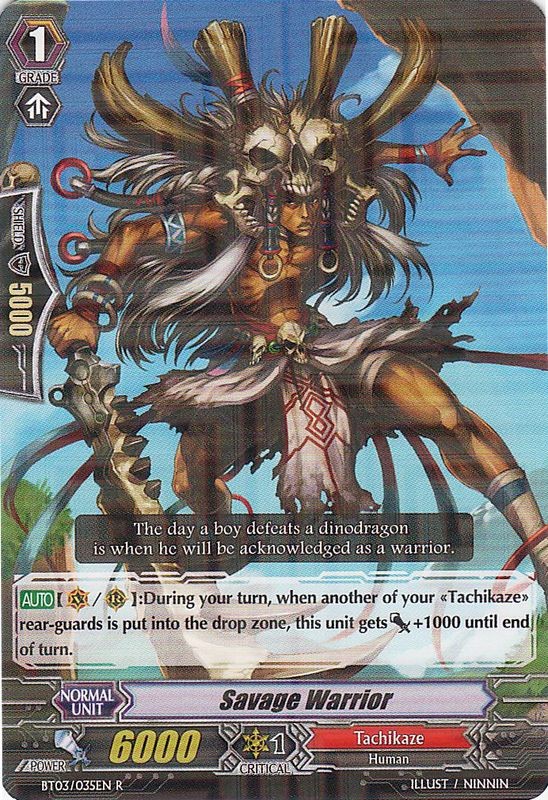 1
GRADE
SHIELD
5000
The day a boy defeats a dinodragon
is when he will be acknowledged as a warrior.
AUTO [ / ]:During your turn, when another of your «Tachikaze»
rear-guards is put into the drop zone, this unit gets +1000 until end
of turn.
NORMAL
UNIT
Savage Warrior
POWER
6000
1
CRITICAL
Tachikaze
Human
BT03/035EN R
ILLUST / NINNIN